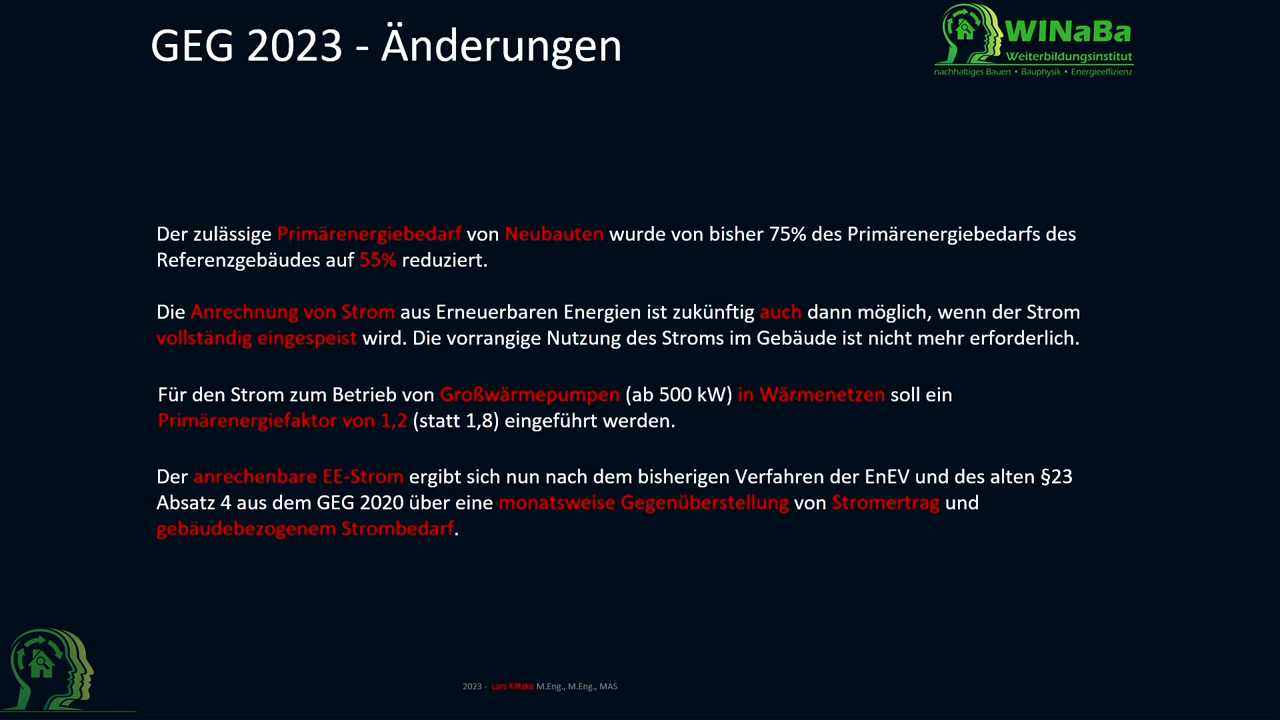 GEG 2023 - Änderungen
WINaBa
Weiterbildungsinstitut
nachhaltiges Bauen • Bauphysik • Energieeffizienz
Der zulässige Primärenergiebedarf von Neubauten wurde von bisher 75% des Primärenergiebedarfs des
Referenzgebäudes auf 55% reduziert.
Die Anrechnung von Strom aus Erneuerbaren Energien ist zukünftig auch dann möglich, wenn der Strom
vollständig eingespeist wird. Die vorrangige Nutzung des Stroms im Gebäude ist nicht mehr erforderlich.
Für den Strom zum Betrieb von Großwärmepumpen (ab 500 kW) in Wärmenetzen soll ein
Primärenergiefaktor von 1,2 (statt 1,8) eingeführt werden.
Der anrechenbare EE-Strom ergibt sich nun nach dem bisherigen Verfahren der EnEV und des alten §23
Absatz 4 aus dem GEG 2020 über eine monatsweise Gegenüberstellung von Stromertrag und
gebäudebezogenem Strombedarf.
2023 - Lars Klitzke M.Eng., M.Eng., MAS